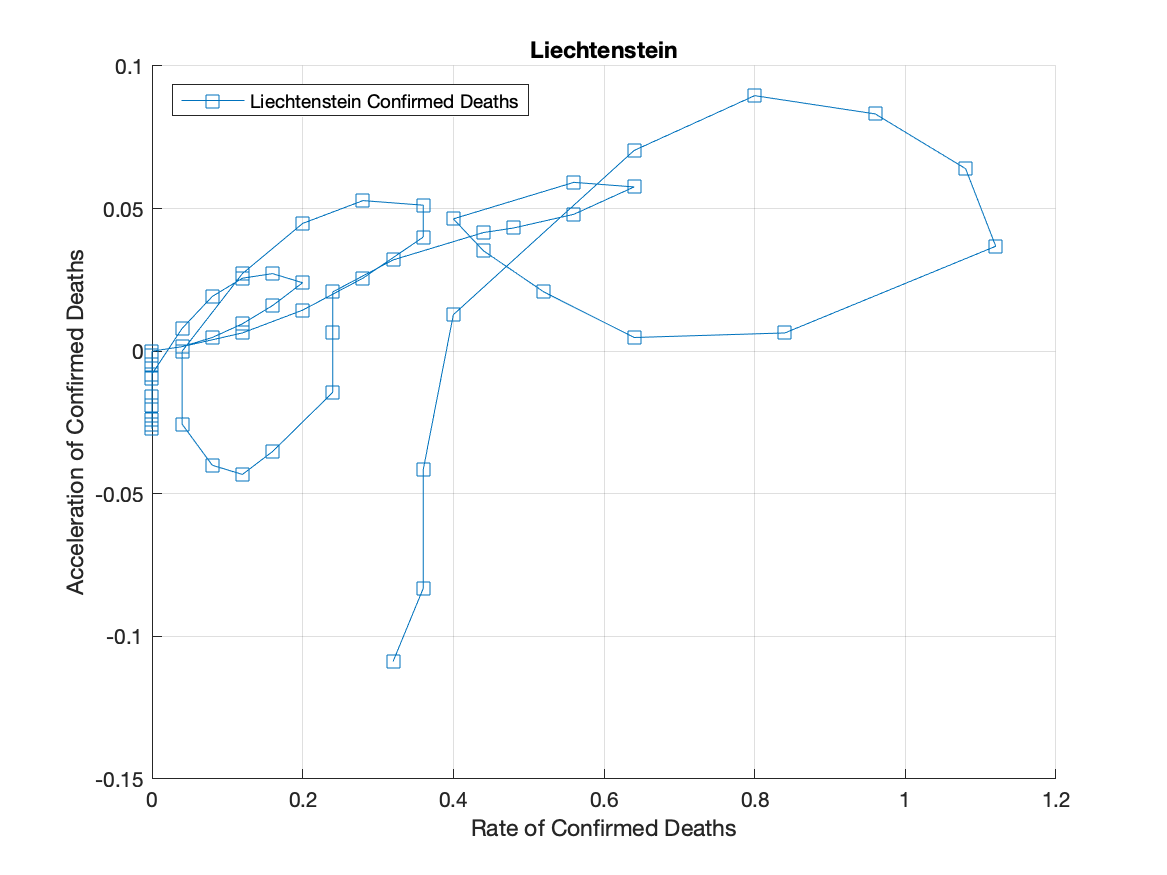 Liechtenstein
Liechtenstein Confirmed Deaths
Acceleration of Confirmed Deaths
0.1
0.05
0
-0.05
-0.1
-0.15
0 0.2 0.4 0.6 0.8 1 1.2
Rate of Confirmed Deaths